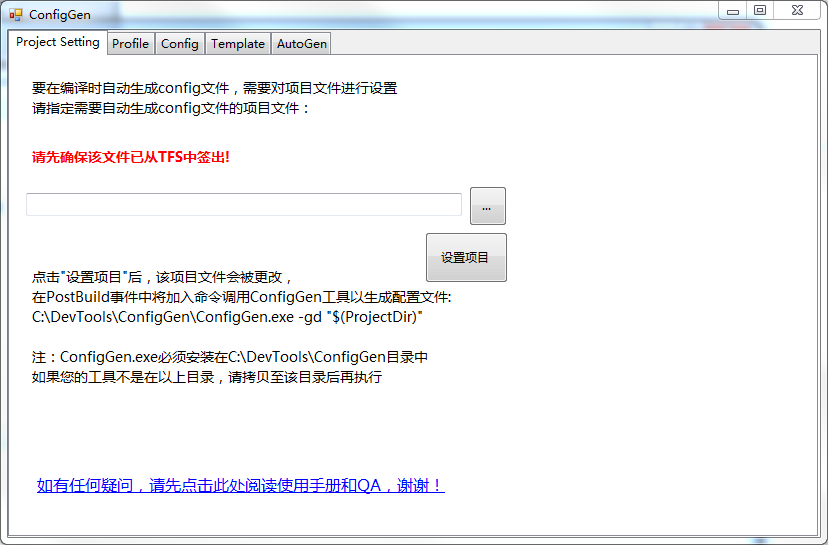 ConfigGen
Project Setting Profile Config Template AutoGen
要在编译时自动生成config文件，需要对项目文件进行设置
请指定需要自动生成config文件的项目文件：
请先确保该文件已从TFS中签出!
...
设置项目
点击"设置项目"后，该项目文件会被更改，
在PostBuild事件中将加入命令调用ConfigGen工具以生成配置文件:
C:\DevTools\ConfigGen\ConfigGen.exe -gd "$(ProjectDir)"
注：ConfigGen.exe必须安装在C:\DevTools\ConfigGen目录中
如果您的工具不是在以上目录，请拷贝至该目录后再执行
如有任何疑问，请先点击此处阅读使用手册和QA，谢谢！